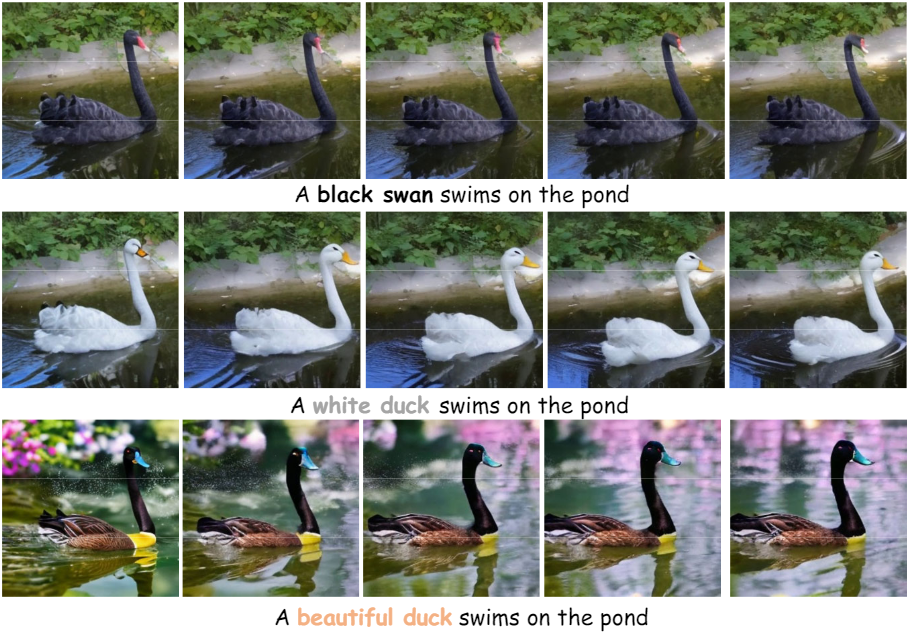 A black swan swims on the pond
A white duck swims on the pond
A beautiful duck swims on the pond